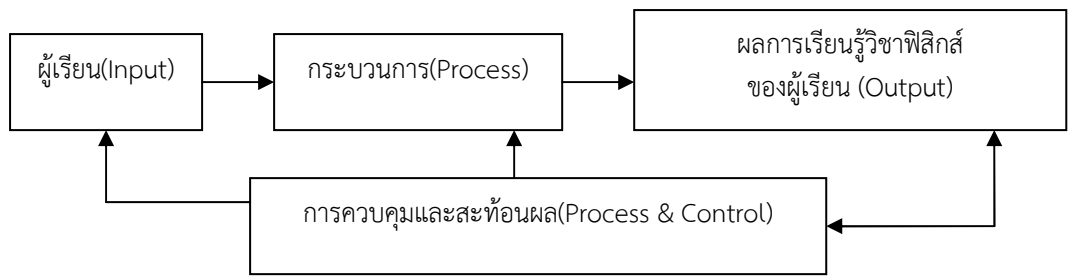 ผู้เรียน(Input)
กระบวนการ(Process)
ผลการเรียนรู้วิชาฟิสิกส์
ของผู้เรียน (Output)
การควบคุมและสะท้อนผล(Process & Control)